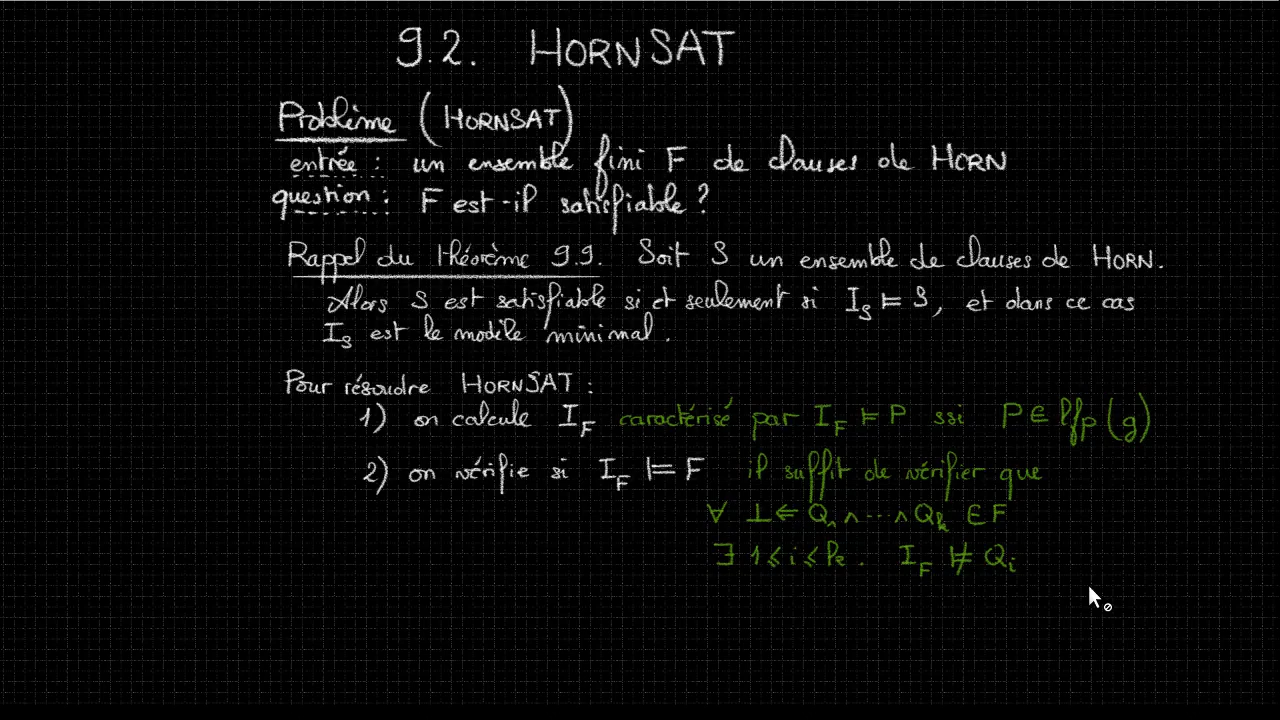 9.2. HORNSAT
Problème (HORNSAT)
entrée : un ensemble fini F de clauses de HORN
question : F est-il satisfiable ?
Rappel du théorème 9.9. Soit S un ensemble de clauses de HORN.
Alors S est satisfiable si et seulement si I_S ⊨ S, et dans ce cas
I_S est le modèle minimal.
Pour résoudre HORNSAT :
1) on calcule I_F caractérisé par I_F ⊨ P ssi P ∈ lfp(g)
2) on vérifie si I_F ⊨ F il suffit de vérifier que
∀ ⊥ ⇐ Q_1 ∧ ⋯ ∧ Q_k ∈ F
∃ 1 ≤ i ≤ k . I_F ⊭ Q_i